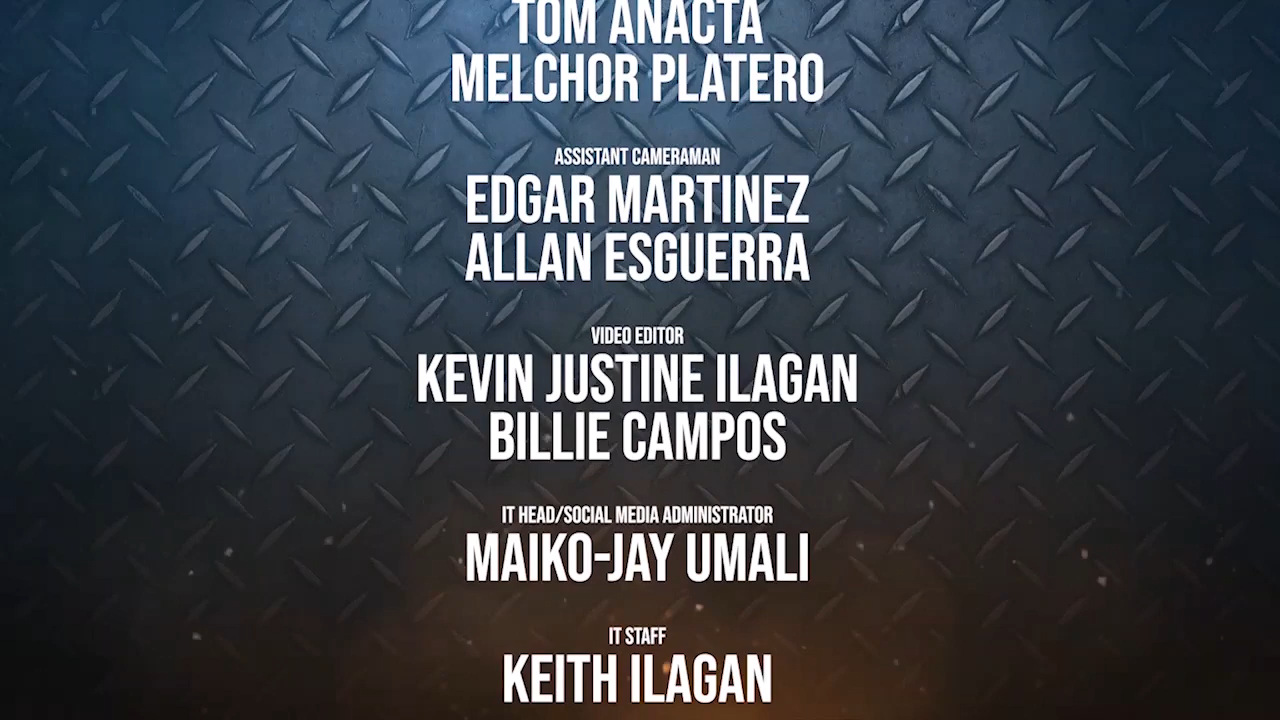 TOM ANACTA
MELCHOR PLATERO
ASSISTANT CAMERAMAN
EDGAR MARTINEZ
ALLAN ESGUERRA
VIDEO EDITOR
KEVIN JUSTINE ILAGAN
BILLIE CAMPOS
IT HEAD/SOCIAL MEDIA ADMINISTRATOR
MAIKO-JAY UMALI
IT STAFF
KEITH ILAGAN